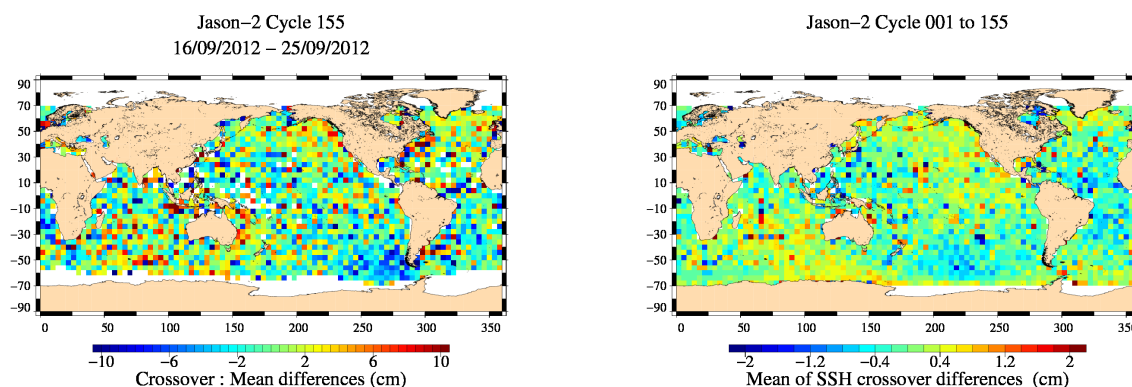 Jason−2 Cycle 155
16/09/2012 − 25/09/2012
90
70
50
30
10
−10
−30
−50
−70
−90
0 50 100 150 200 250 300 350
−10 −6 −2 2 6 10
Crossover : Mean differences (cm)
Jason−2 Cycle 001 to 155
90
70
50
30
10
−10
−30
−50
−70
−90
0 50 100 150 200 250 300 350
−2 −1.2 −0.4 0.4 1.2 2
Mean of SSH crossover differences (cm)